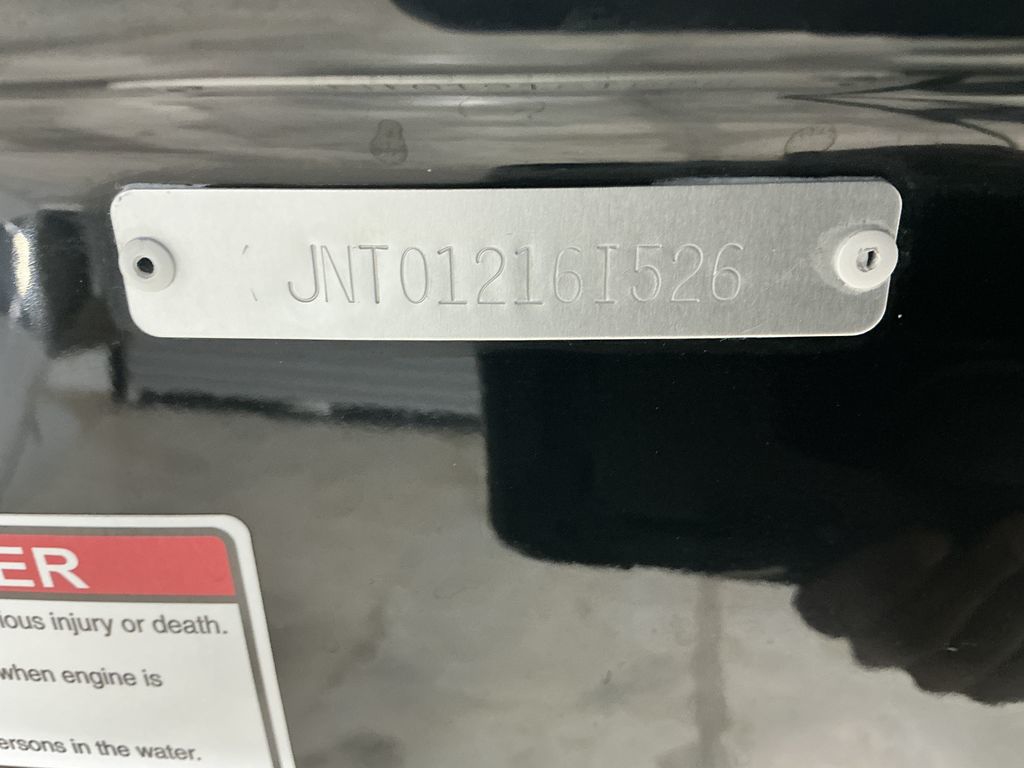 JNT01216I526
ER
ious injury or death.
when engine is
ersons in the water.